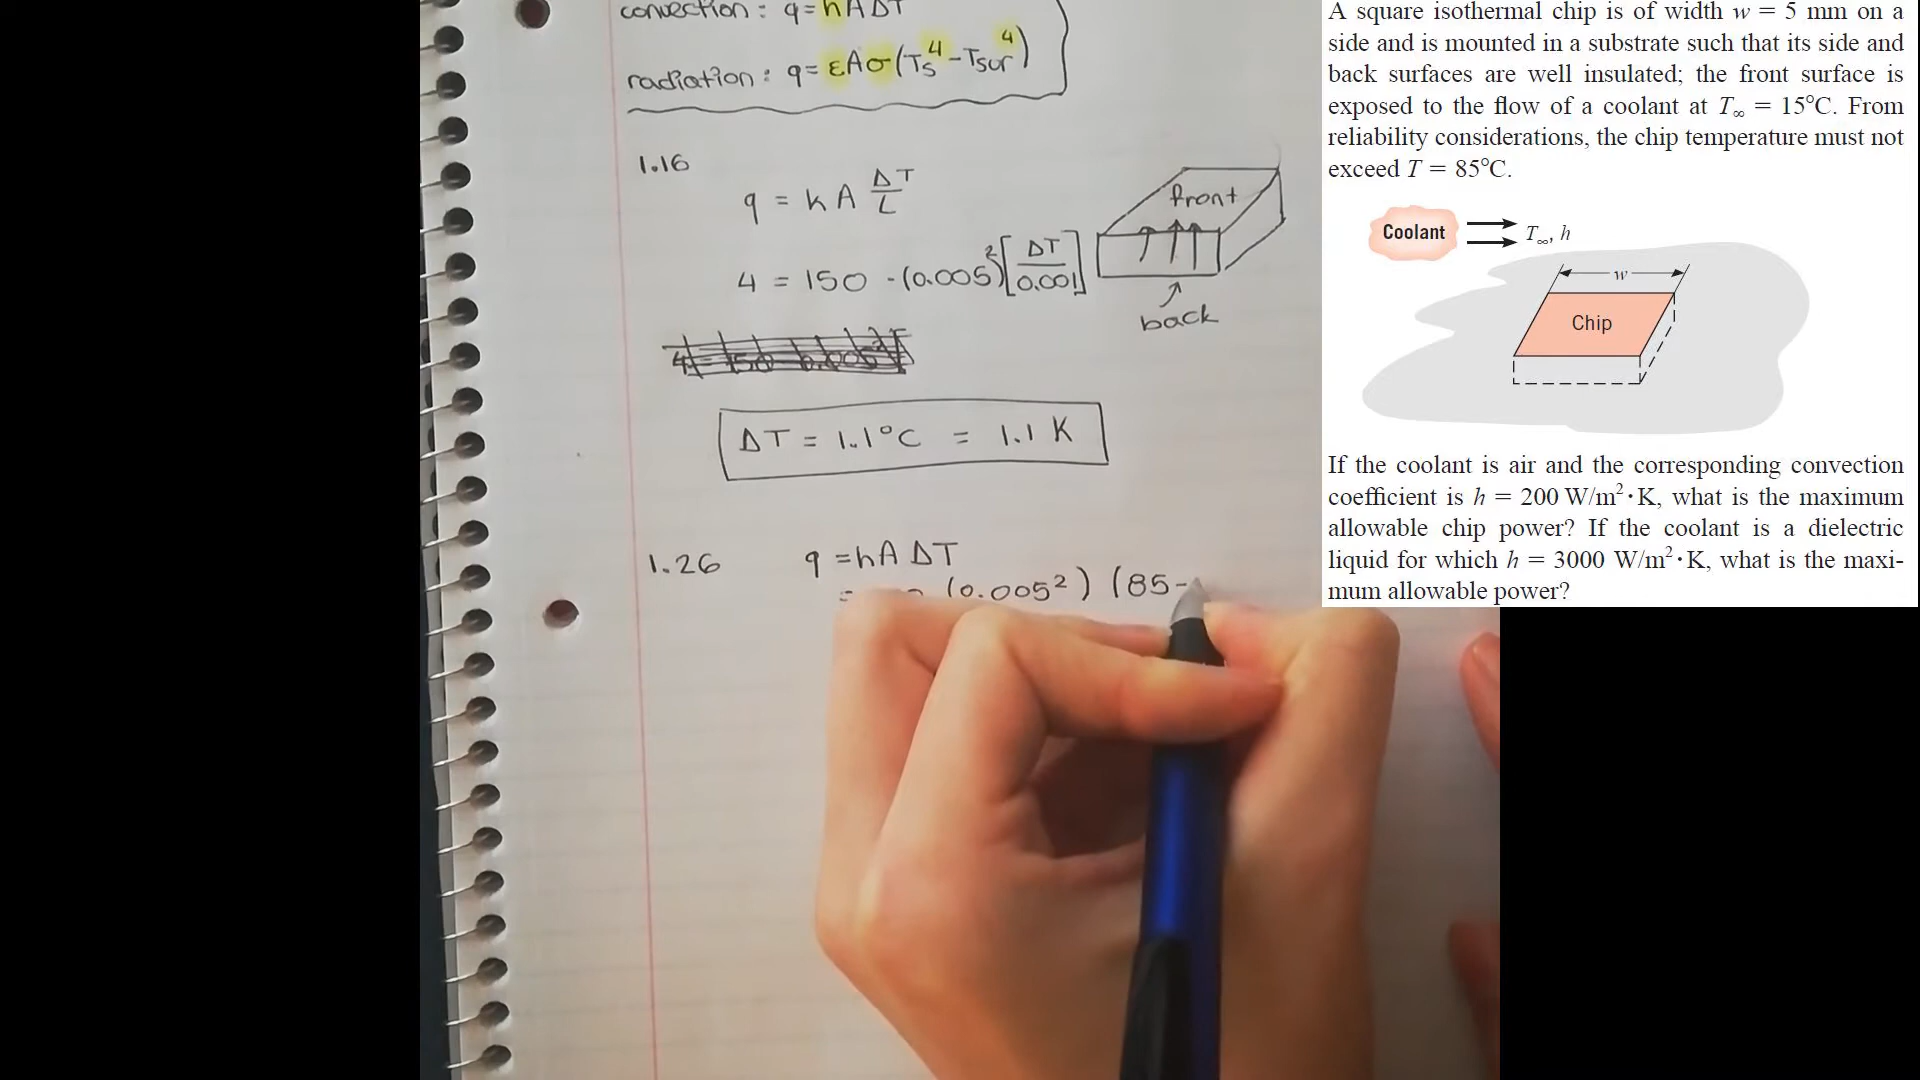 convection : q = hAΔT
radiation : q = εAσ(Ts⁴ - Tsur⁴)
1.16
q = kA ΔT/L
4 = 150 · (0.005)² [ΔT/0.001]
front
back
ΔT = 1.1°C = 1.1 K
1.26
q = hA ΔT
= (0.005²) (85-
A square isothermal chip is of width w = 5 mm on a
side and is mounted in a substrate such that its side and
back surfaces are well insulated; the front surface is
exposed to the flow of a coolant at T∞ = 15°C. From
reliability considerations, the chip temperature must not
exceed T = 85°C.
Coolant
T∞, h
w
Chip
If the coolant is air and the corresponding convection
coefficient is h = 200 W/m²·K, what is the maximum
allowable chip power? If the coolant is a dielectric
liquid for which h = 3000 W/m²·K, what is the maxi-
mum allowable power?